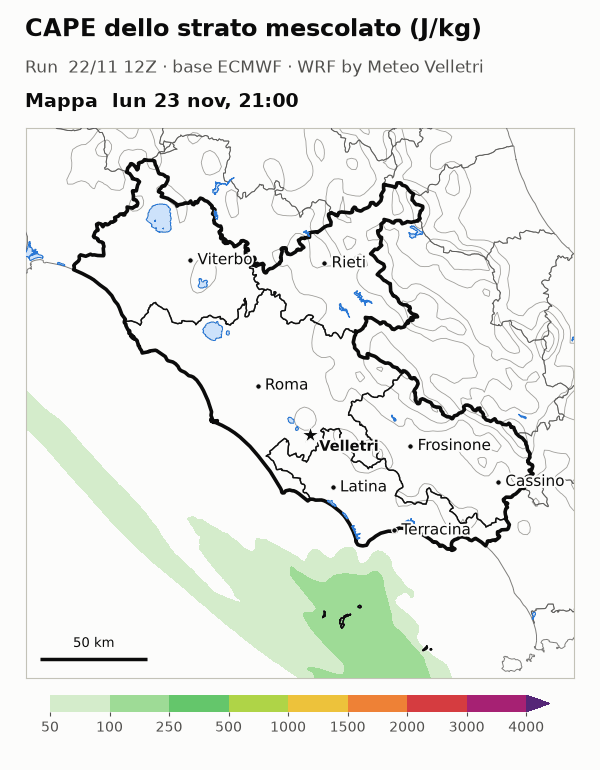 CAPE dello strato mescolato (J/kg)
Run  22/11 12Z · base ECMWF · WRF by Meteo Velletri
Mappa  lun 23 nov, 21:00
Viterbo
Rieti
Roma
Velletri
Frosinone
Latina
Cassino
Terracina
50 km
50 100 250 500 1000 1500 2000 3000 4000